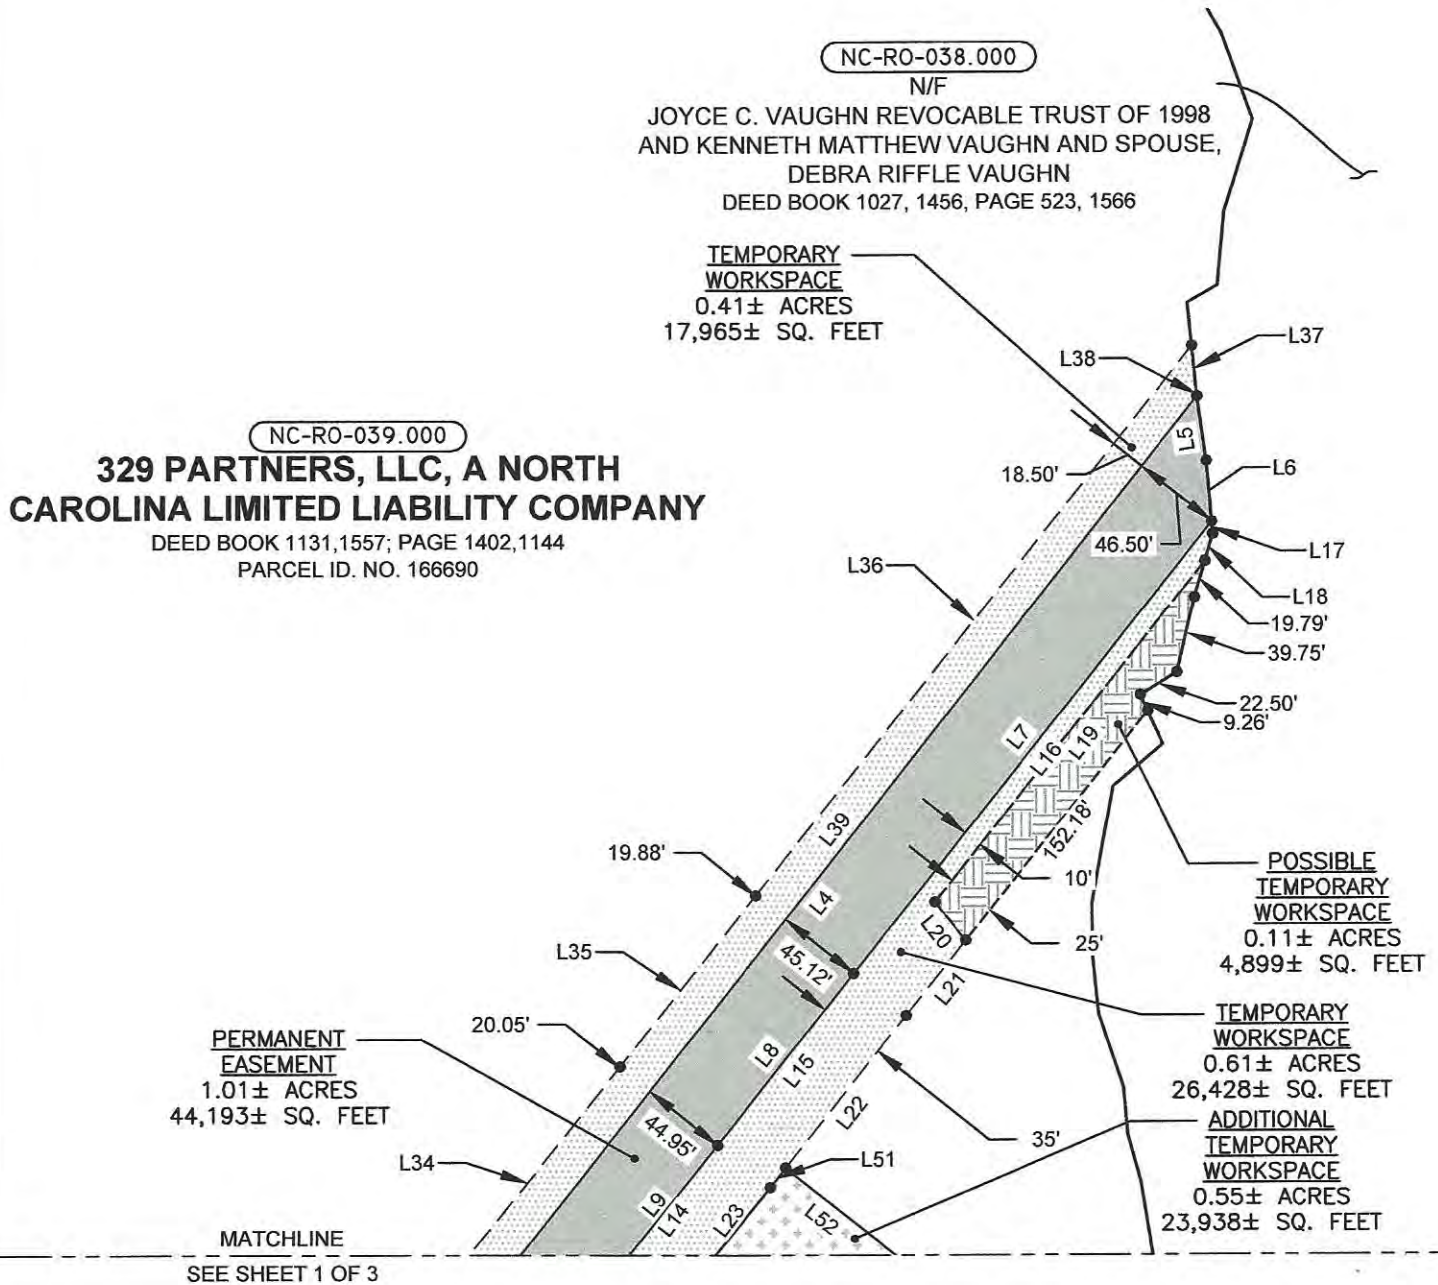 NC-RO-038.000
N/F
JOYCE C. VAUGHN REVOCABLE TRUST OF 1998
AND KENNETH MATTHEW VAUGHN AND SPOUSE,
DEBRA RIFFLE VAUGHN
DEED BOOK 1027, 1456, PAGE 523, 1566
TEMPORARY
WORKSPACE
0.41± ACRES
17,965± SQ. FEET
L37
L38
NC-RO-039.000
329 PARTNERS, LLC, A NORTH
CAROLINA LIMITED LIABILITY COMPANY
DEED BOOK 1131,1557; PAGE 1402,1144
PARCEL ID. NO. 166690
L5
18.50'
L6
46.50'
L17
L36
L18
19.79'
39.75'
22.50'
9.26'
L7
L16
L19
152.18'
L39
19.88'
10'
L4
L20
25'
45.12'
L35
L21
POSSIBLE
TEMPORARY
WORKSPACE
0.11± ACRES
4,899± SQ. FEET
20.05'
TEMPORARY
WORKSPACE
0.61± ACRES
26,428± SQ. FEET
PERMANENT
EASEMENT
1.01± ACRES
44,193± SQ. FEET
L8
L15
L22
44.95'
35'
ADDITIONAL
TEMPORARY
WORKSPACE
0.55± ACRES
23,938± SQ. FEET
L34
L51
L9
L14
L23
L52
MATCHLINE
SEE SHEET 1 OF 3